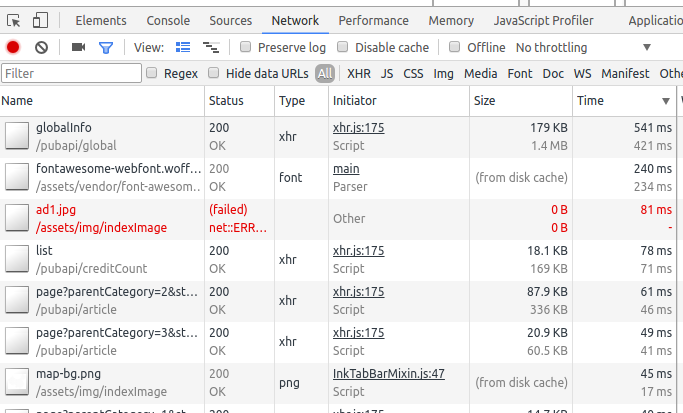 Elements Console Sources Network Performance Memory JavaScript Profiler Application
View: Preserve log Disable cache Offline No throttling
Filter Regex Hide data URLs All XHR JS CSS Img Media Font Doc WS Manifest Othe
Name Status Type Initiator Size Time
globalInfo 200 xhr xhr.js:175 179 KB 541 ms
/pubapi/global OK Script 1.4 MB 421 ms
fontawesome-webfont.woff... 200 font main (from disk cache) 240 ms
/assets/vendor/font-awesom... OK Parser 234 ms
ad1.jpg (failed) Other 0 B 81 ms
/assets/img/indexImage net::ERR... 0 B -
list 200 xhr xhr.js:175 18.1 KB 78 ms
/pubapi/creditCount OK Script 169 KB 71 ms
page?parentCategory=2&st... 200 xhr xhr.js:175 87.9 KB 61 ms
/pubapi/article OK Script 336 KB 46 ms
page?parentCategory=3&st... 200 xhr xhr.js:175 20.9 KB 49 ms
/pubapi/article OK Script 60.5 KB 41 ms
map-bg.png 200 png InkTabBarMixin.js:47 (from disk cache) 45 ms
/assets/img/indexImage OK Script 17 ms